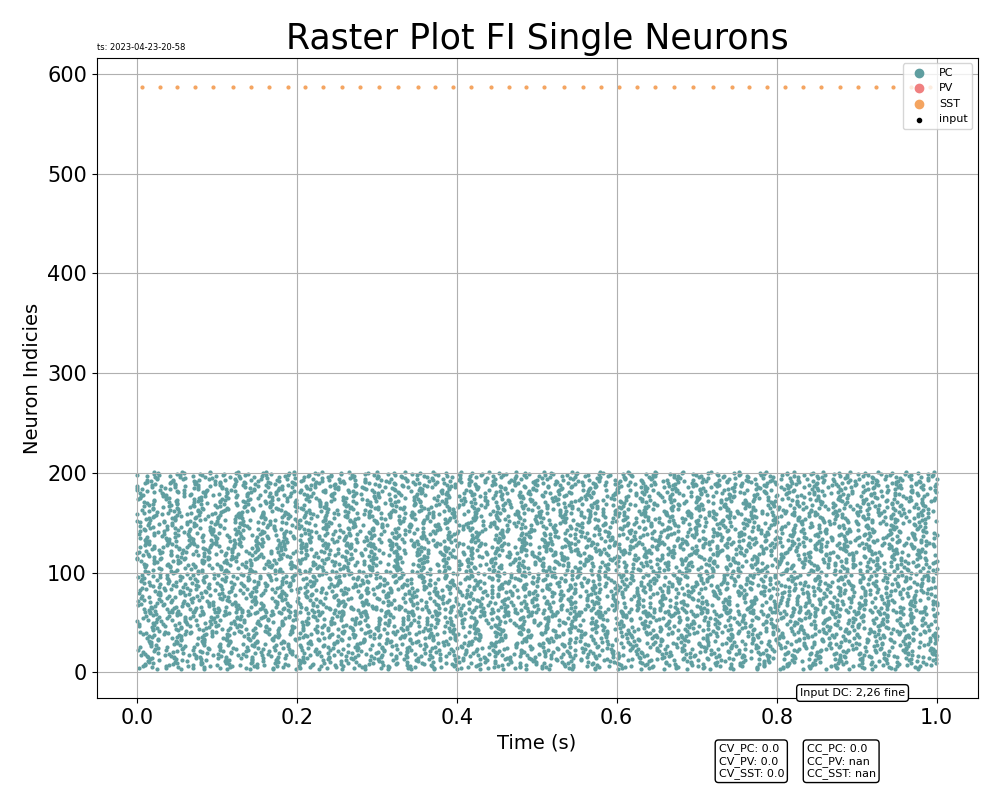 Raster Plot FI Single Neurons
ts: 2023-04-23-20-58
600
500
400
300
200
100
0
Neuron Indicies
PC
PV
SST
input
Input DC: 2,26 fine
0.0 0.2 0.4 0.6 0.8 1.0
Time (s)
CV_PC: 0.0
CV_PV: 0.0
CV_SST: 0.0
CC_PC: 0.0
CC_PV: nan
CC_SST: nan